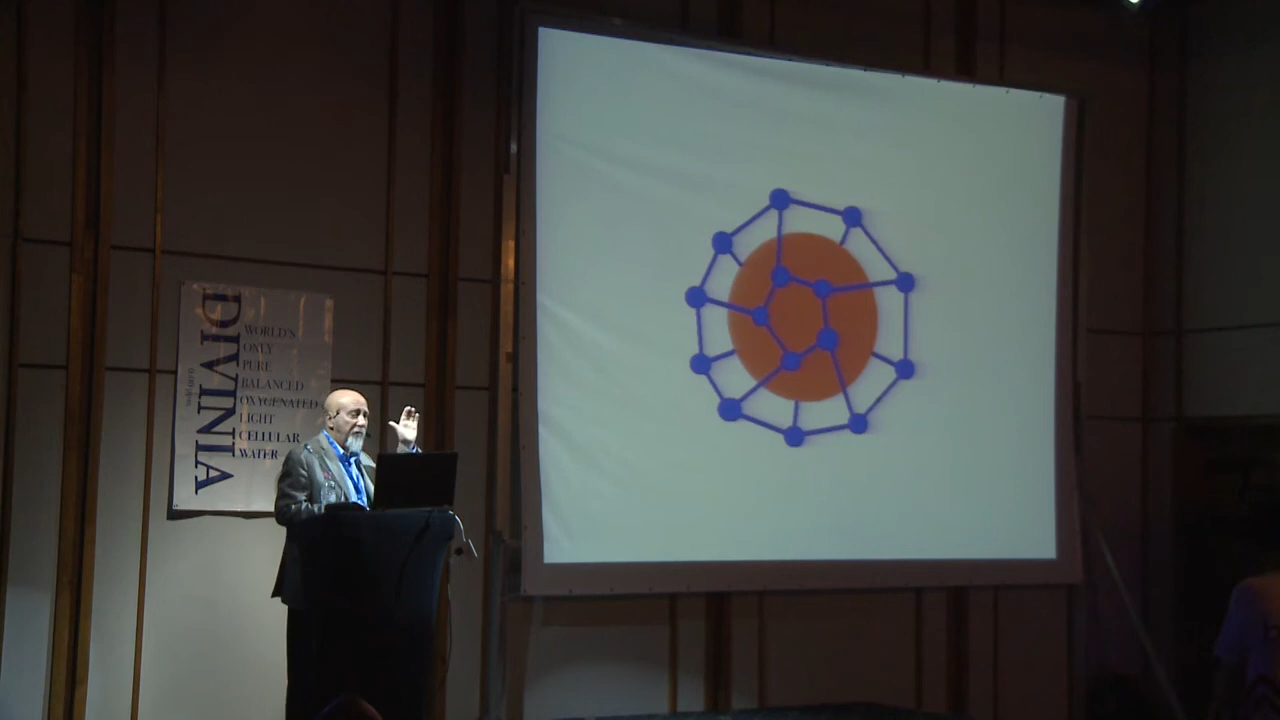 DIVINIA
WORLD'S
ONLY
PURE
BALANCED
OXYGENATED
LIGHT
CELLULAR
WATER